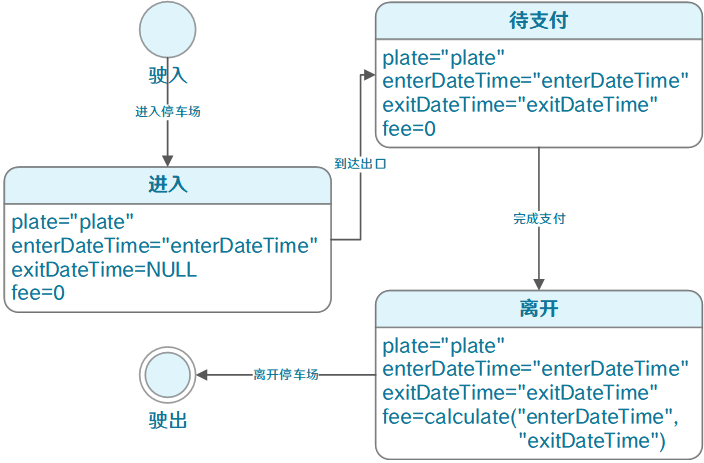 驶入
进入停车场
进入
plate="plate"
enterDateTime="enterDateTime"
exitDateTime=NULL
fee=0
到达出口
待支付
plate="plate"
enterDateTime="enterDateTime"
exitDateTime="exitDateTime"
fee=0
完成支付
离开
plate="plate"
enterDateTime="enterDateTime"
exitDateTime="exitDateTime"
fee=calculate("enterDateTime",
"exitDateTime")
离开停车场
驶出